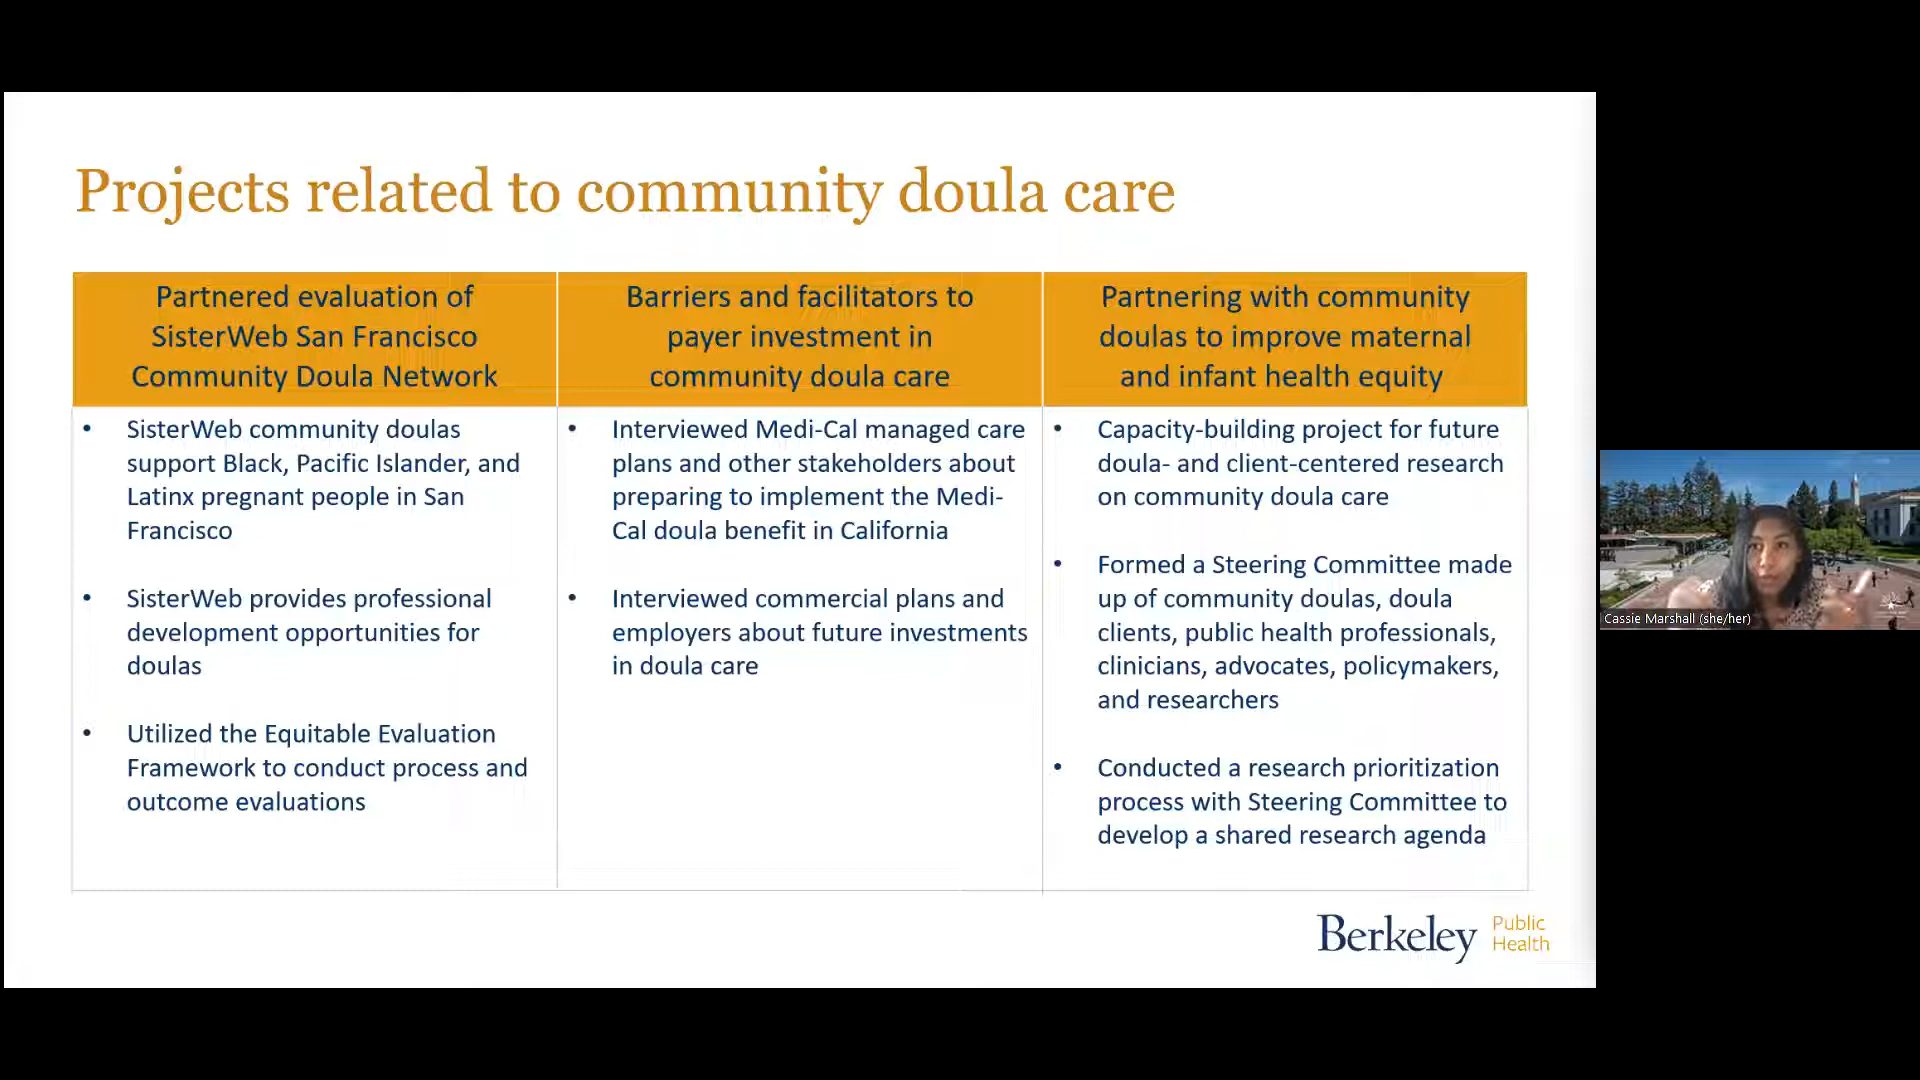 Projects related to community doula care
Partnered evaluation of
SisterWeb San Francisco
Community Doula Network
Barriers and facilitators to
payer investment in
community doula care
Partnering with community
doulas to improve maternal
and infant health equity
• SisterWeb community doulas
support Black, Pacific Islander, and
Latinx pregnant people in San
Francisco
• SisterWeb provides professional
development opportunities for
doulas
• Utilized the Equitable Evaluation
Framework to conduct process and
outcome evaluations
• Interviewed Medi-Cal managed care
plans and other stakeholders about
preparing to implement the Medi-
Cal doula benefit in California
• Interviewed commercial plans and
employers about future investments
in doula care
• Capacity-building project for future
doula- and client-centered research
on community doula care
• Formed a Steering Committee made
up of community doulas, doula
clients, public health professionals,
clinicians, advocates, policymakers,
and researchers
• Conducted a research prioritization
process with Steering Committee to
develop a shared research agenda
Berkeley Public
Health
Cassie Marshall (she/her)